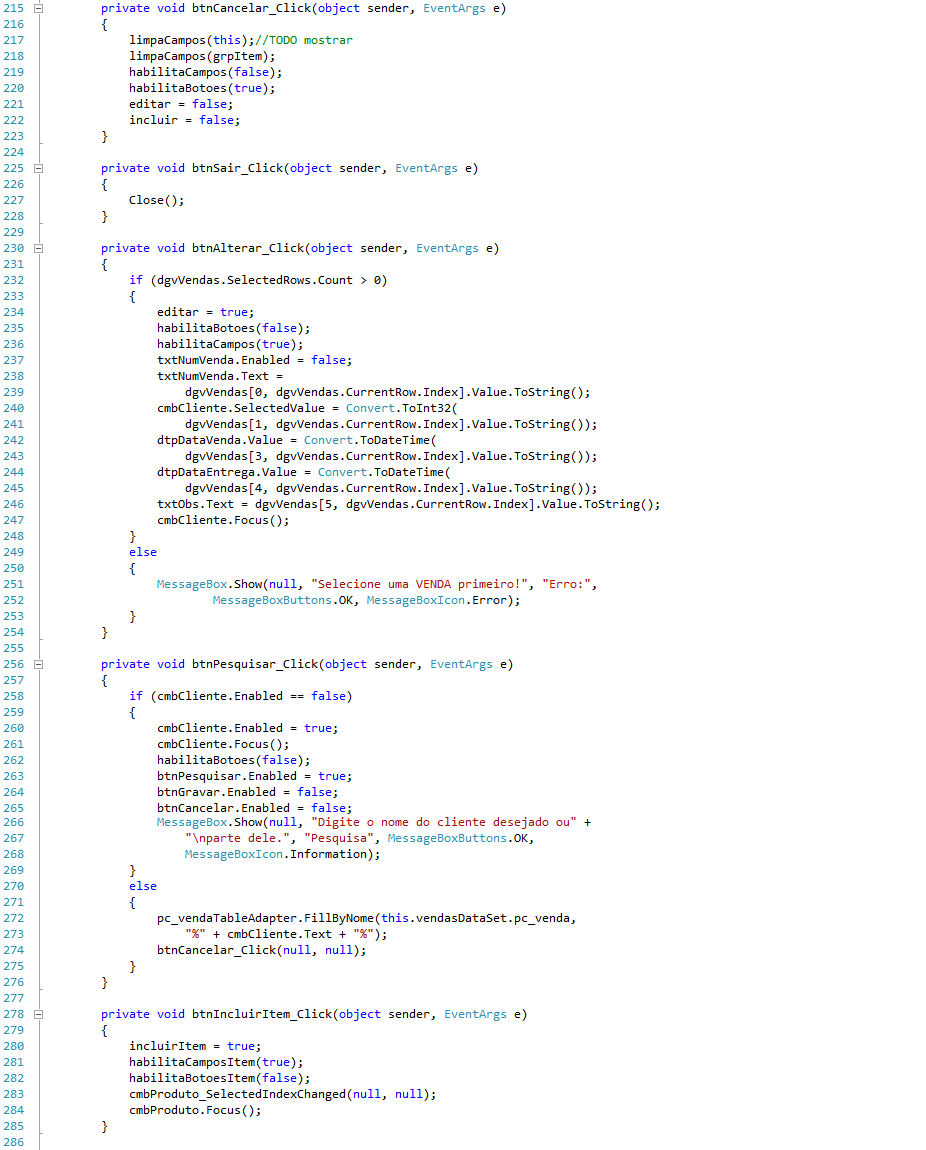 215 private void btnCancelar_Click(object sender, EventArgs e)
216 {
217 limpaCampos(this);//TODO mostrar
218 limpaCampos(grpItem);
219 habilitaCampos(false);
220 habilitaBotoes(true);
221 editar = false;
222 incluir = false;
223 }
224
225 private void btnSair_Click(object sender, EventArgs e)
226 {
227 Close();
228 }
229
230 private void btnAlterar_Click(object sender, EventArgs e)
231 {
232 if (dgvVendas.SelectedRows.Count > 0)
233 {
234 editar = true;
235 habilitaBotoes(false);
236 habilitaCampos(true);
237 txtNumVenda.Enabled = false;
238 txtNumVenda.Text =
239 dgvVendas[0, dgvVendas.CurrentRow.Index].Value.ToString();
240 cmbCliente.SelectedValue = Convert.ToInt32(
241 dgvVendas[1, dgvVendas.CurrentRow.Index].Value.ToString());
242 dtpDataVenda.Value = Convert.ToDateTime(
243 dgvVendas[3, dgvVendas.CurrentRow.Index].Value.ToString());
244 dtpDataEntrega.Value = Convert.ToDateTime(
245 dgvVendas[4, dgvVendas.CurrentRow.Index].Value.ToString());
246 txtObs.Text = dgvVendas[5, dgvVendas.CurrentRow.Index].Value.ToString();
247 cmbCliente.Focus();
248 }
249 else
250 {
251 MessageBox.Show(null, "Selecione uma VENDA primeiro!", "Erro:",
252 MessageBoxButtons.OK, MessageBoxIcon.Error);
253 }
254 }
255
256 private void btnPesquisar_Click(object sender, EventArgs e)
257 {
258 if (cmbCliente.Enabled == false)
259 {
260 cmbCliente.Enabled = true;
261 cmbCliente.Focus();
262 habilitaBotoes(false);
263 btnPesquisar.Enabled = true;
264 btnGravar.Enabled = false;
265 btnCancelar.Enabled = false;
266 MessageBox.Show(null, "Digite o nome do cliente desejado ou" +
267 "\nparte dele.", "Pesquisa", MessageBoxButtons.OK,
268 MessageBoxIcon.Information);
269 }
270 else
271 {
272 pc_vendaTableAdapter.FillByNome(this.vendasDataSet.pc_venda,
273 "%" + cmbCliente.Text + "%");
274 btnCancelar_Click(null, null);
275 }
276 }
277
278 private void btnIncluirItem_Click(object sender, EventArgs e)
279 {
280 incluirItem = true;
281 habilitaCamposItem(true);
282 habilitaBotoesItem(false);
283 cmbProduto_SelectedIndexChanged(null, null);
284 cmbProduto.Focus();
285 }
286